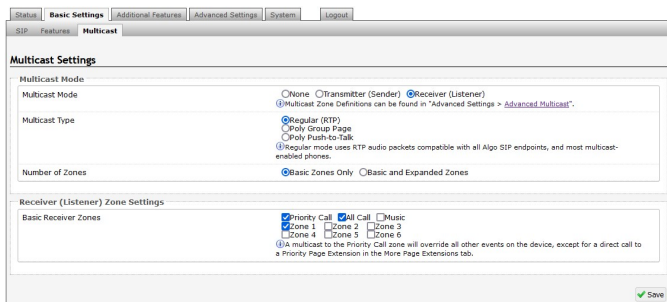 Status Basic Settings Additional Features Advanced Settings System Logout
SIP Features Multicast
Multicast Settings
Multicast Mode
Multicast Mode None Transmitter (Sender) Receiver (Listener)
Multicast Zone Definitions can be found in "Advanced Settings > Advanced Multicast".
Multicast Type Regular (RTP)
Poly Group Page
Poly Push-to-Talk
Regular mode uses RTP audio packets compatible with all Algo SIP endpoints, and most multicast-
enabled phones.
Number of Zones Basic Zones Only Basic and Expanded Zones
Receiver (Listener) Zone Settings
Basic Receiver Zones Priority Call All Call Music
Zone 1 Zone 2 Zone 3
Zone 4 Zone 5 Zone 6
A multicast to the Priority Call zone will override all other events on the device, except for a direct call to
a Priority Page Extension in the More Page Extensions tab.
Save